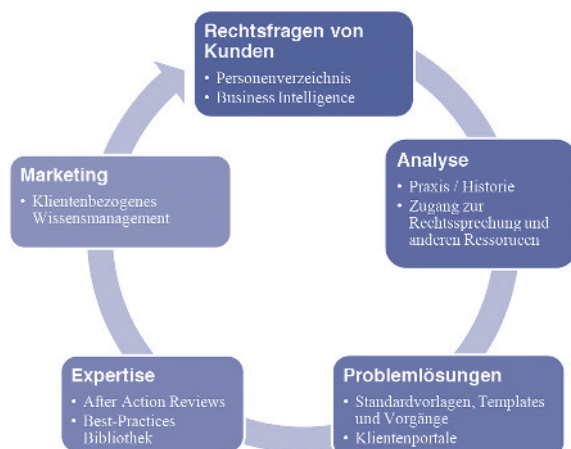 Rechtsfragen von
Kunden
• Personenverzeichnis
• Business Intelligence
Analyse
• Praxis / Historie
• Zugang zur
Rechtssprechung und
anderen Ressorucen
Problemlösungen
• Standardvorlagen, Templates
und Vorgänge
• Klientenportale
Expertise
• After Action Reviews
• Best-Practices
Bibliothek
Marketing
• Klientenbezogenes
Wissensmanagement